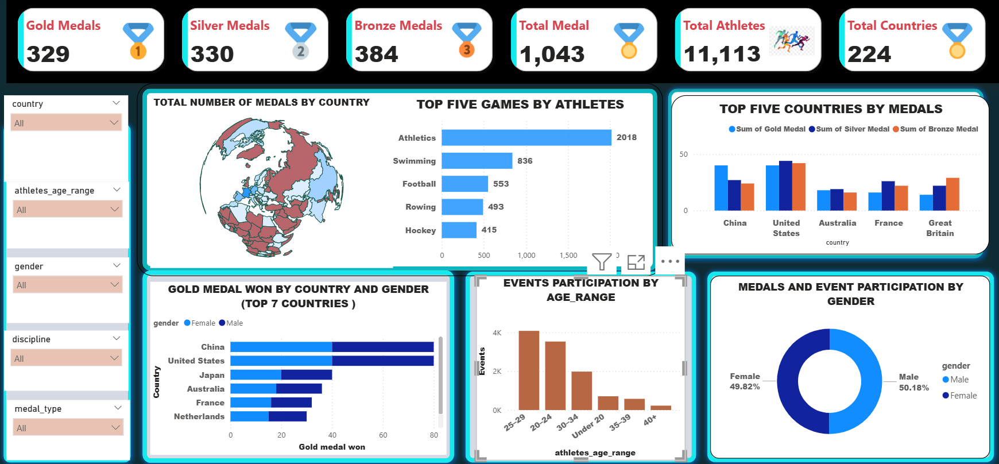 Gold Medals
329
1
Silver Medals
330
2
Bronze Medals
384
3
Total Medal
1,043
Total Athletes
11,113
Total Countries
224
country
All
athletes_age_range
All
gender
All
discipline
All
medal_type
All
TOTAL NUMBER OF MEDALS BY COUNTRY
TOP FIVE GAMES BY ATHLETES
Athletics 2018
Swimming 836
Football 553
Rowing 493
Hockey 415
0 500 1,000 1,500 0
TOP FIVE COUNTRIES BY MEDALS
Sum of Gold Medal Sum of Silver Medal Sum of Bronze Medal
50
0
China United States Australia France Great Britain
country
GOLD MEDAL WON BY COUNTRY AND GENDER
(TOP 7 COUNTRIES )
gender Female Male
Country
China
United States
Japan
Australia
France
Netherlands
0 20 40 60 80
Gold medal won
EVENTS PARTICIPATION BY
AGE_RANGE
Events
4K
2K
0K
25–29 20–24 30–34 Under 20 35–39 40+
athletes_age_range
MEDALS AND EVENT PARTICIPATION BY
GENDER
Female
49.82%
Male
50.18%
gender
Male
Female